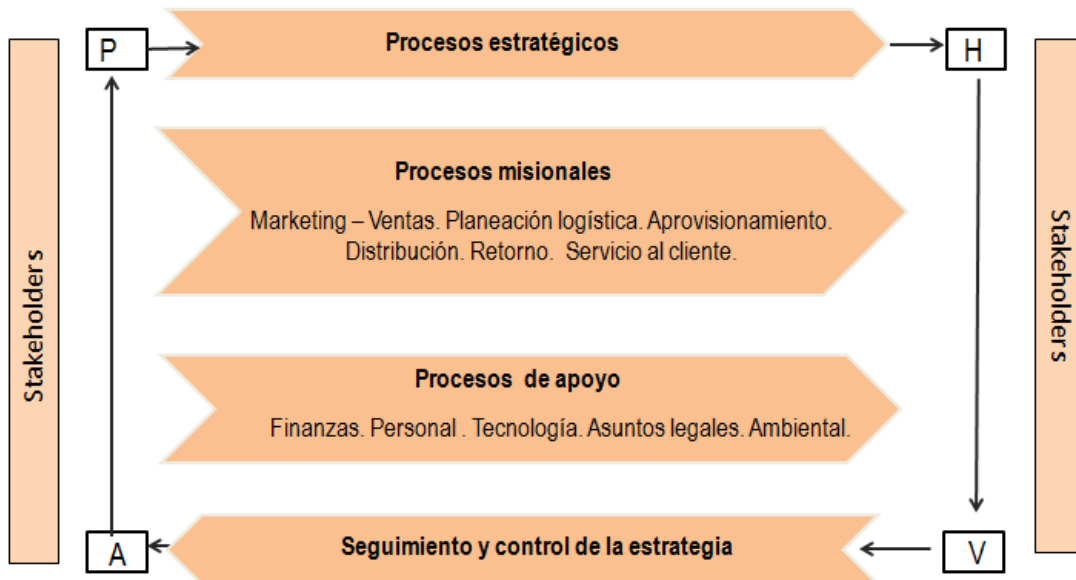 P
Procesos estratégicos
H
Stakeholders
Procesos misionales
Marketing – Ventas. Planeación logística. Aprovisionamiento.
Distribución. Retorno. Servicio al cliente.
Stakeholders
Procesos de apoyo
Finanzas. Personal . Tecnología. Asuntos legales. Ambiental.
A
Seguimiento y control de la estrategia
V